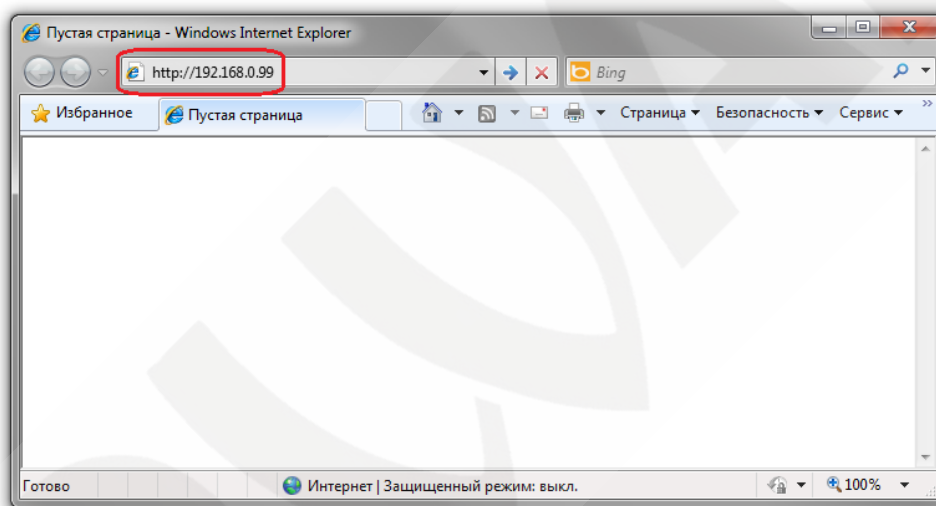 Пустая страница - Windows Internet Explorer
http://192.168.0.99
Bing
Избранное
Пустая страница
Страница
Безопасность
Сервис
Готово
Интернет | Защищенный режим: выкл.
100%